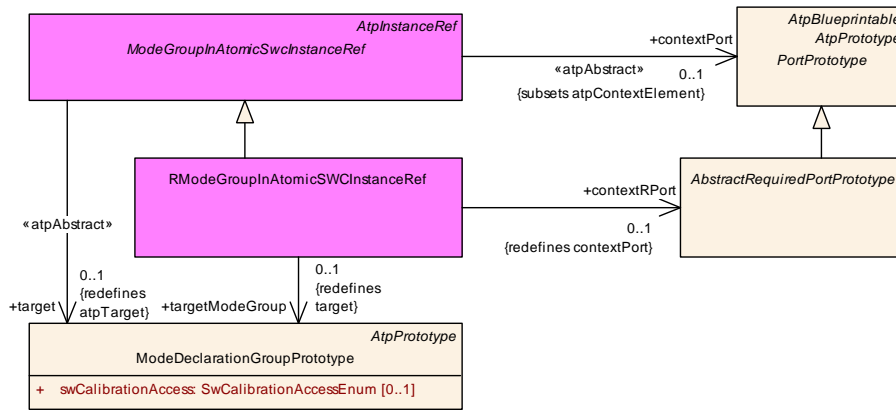 AtpInstanceRef
ModeGroupInAtomicSwcInstanceRef
AtpBlueprintable
AtpPrototype
PortPrototype
+contextPort
«atpAbstract»
0..1
{subsets atpContextElement}
RModeGroupInAtomicSWCInstanceRef
AbstractRequiredPortPrototype
+contextRPort
0..1
{redefines contextPort}
«atpAbstract»
0..1
{redefines
atpTarget}
+target
0..1
{redefines
target}
+targetModeGroup
AtpPrototype
ModeDeclarationGroupPrototype
+ swCalibrationAccess: SwCalibrationAccessEnum [0..1]